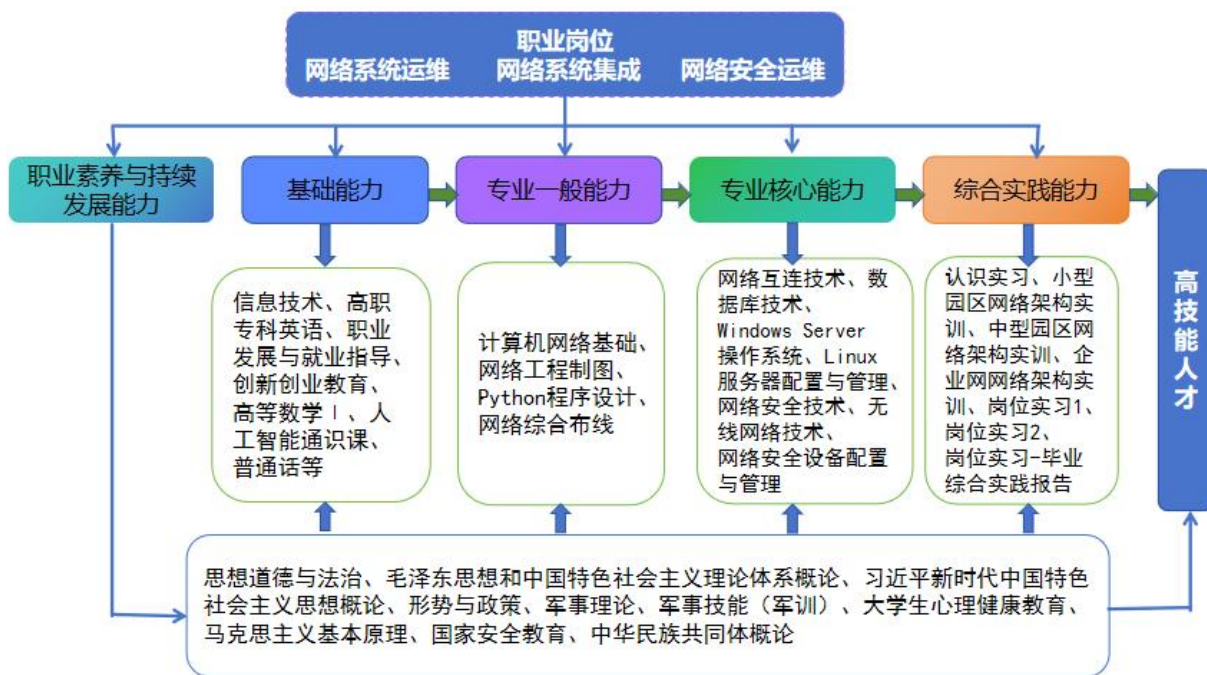 职业岗位
网络系统运维 网络系统集成 网络安全运维
职业素养与持续
发展能力
基础能力
专业一般能力
专业核心能力
综合实践能力
信息技术、高职
专科英语、职业
发展与就业指导、
创新创业教育、
高等数学Ⅰ、人
工智能通识课、
普通话等
计算机网络基础、
网络工程制图、
Python程序设计、
网络综合布线
网络互连技术、数
据库技术、
Windows Server
操作系统、Linux
服务器配置与管理、
网络安全技术、无
线网络技术、
网络安全设备配置
与管理
认识实习、小型
园区网络架构实
训、中型园区网
络架构实训、企
业网网络架构实
训、岗位实习1、
岗位实习2、
岗位实习-毕业
综合实践报告
高技能人才
思想道德与法治、毛泽东思想和中国特色社会主义理论体系概论、习近平新时代中国特色
社会主义思想概论、形势与政策、军事理论、军事技能（军训）、大学生心理健康教育、
马克思主义基本原理、国家安全教育、中华民族共同体概论